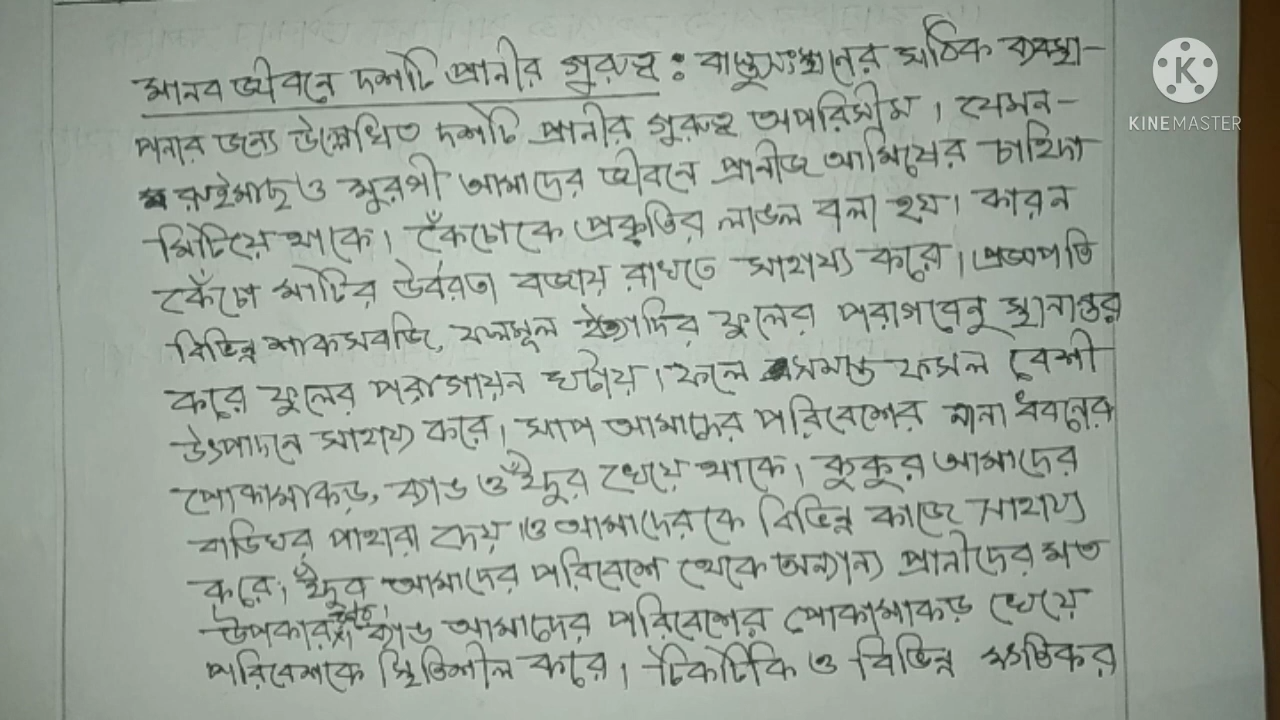 মানব জীবনে দশটি প্রানীর গুরুত্ব : বাস্তুসংস্থানের সঠিক ব্যবস্থা-
পনার জন্যে উল্লেখিত দশটি প্রানীর গুরুত্ব অপরিসীম। যেমন-
রুইমাছ ও মুরগী আমাদের জীবনে প্রানীজ আমিষের চাহিদা
মিটিয়ে থাকে। কেঁচোকে প্রকৃতির লাঙল বলা হয়। কারন
কেঁচো মাটির উর্বরতা বজায় রাখতে সাহায্য করে। প্রজাপতি
বিভিন্ন শাকসবজি, ফলমূল ইত্যাদির ফুলের পরাগরেনু স্থানান্তর
করে ফুলের পরাগায়ন ঘটায়। ফলে সমস্ত ফসল বেশী
উৎপাদনে সাহায্য করে। সাপ আমাদের পরিবেশের নানা ধরনের
পোকামাকড়, ব্যাঙ ও ইঁদুর খেয়ে থাকে। কুকুর আমাদের
বাড়িঘর পাহারা দেয় ও আমাদেরকে বিভিন্ন কাজে সাহায্য
করে। ইঁদুর আমাদের পরিবেশে থেকে অন্যান্য প্রানীদের মত
উপকার ব্যাঙ আমাদের পরিবেশের পোকামাকড় খেয়ে
পরিবেশকে স্থিতিশীল করে। টিকটিকি ও বিভিন্ন ক্ষতিকর
KINEMASTER